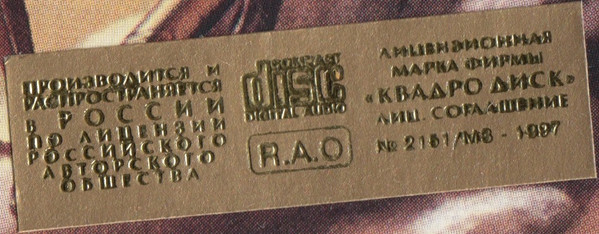 ПРОИЗВОДИТСЯ И
РАСПРОСТРАНЯЕТСЯ
В РОССИИ
ПО ЛИЦЕНЗИИ
РОССИЙСКОГО
АВТОРСКОГО
ОБЩЕСТВА
COMPACT
disc
DIGITAL AUDIO
R.A.O
ЛИЦЕНЗИОННАЯ
МАРКА ФИРМЫ
«КВАДРО ДИСК»
ЛИЦ. СОГЛАШЕНИЕ
№ 2151/МS - 1997